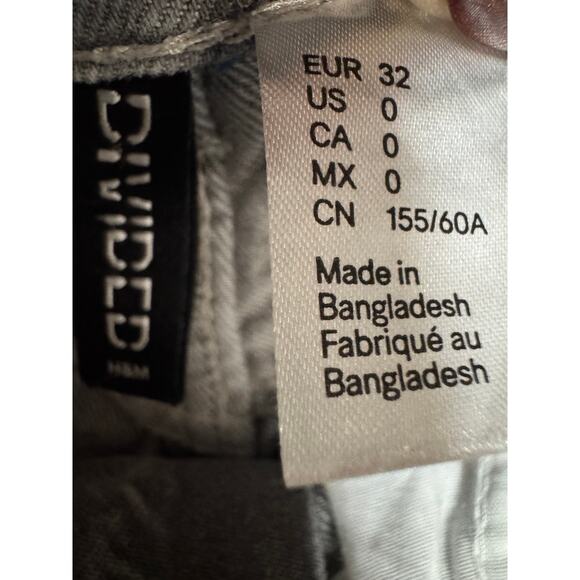 DIVIDED
H&M
EUR 32
US 0
CA 0
MX 0
CN 155/60A
Made in
Bangladesh
Fabriqué au
Bangladesh